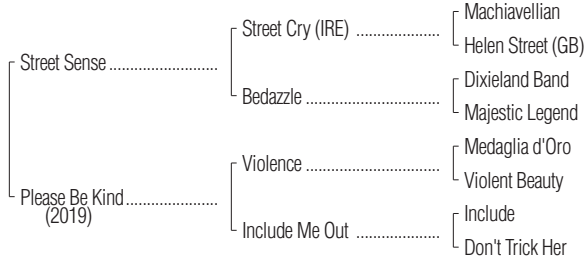 Machiavellian
Street Cry (IRE) ..................
Helen Street (GB)
Street Sense ........................
Dixieland Band
Bedazzle .............................
Majestic Legend
Medaglia d'Oro
Violence .............................
Violent Beauty
Please Be Kind ....................
(2019)
Include
Include Me Out ..................
Don't Trick Her